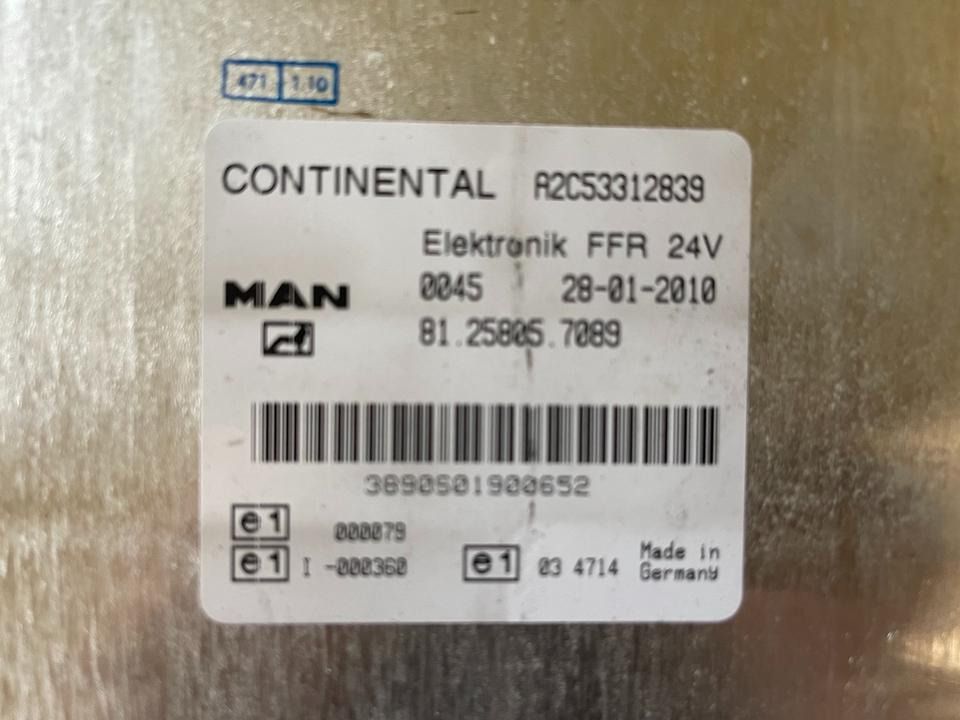 471 1.10
CONTINENTAL A2C53312839
Elektronik FFR 24V
MAN 0045 28-01-2010
81.25805.7089
3890501900652
e1 000079
e1 I -000360 e1 03 4714 Made in
Germany